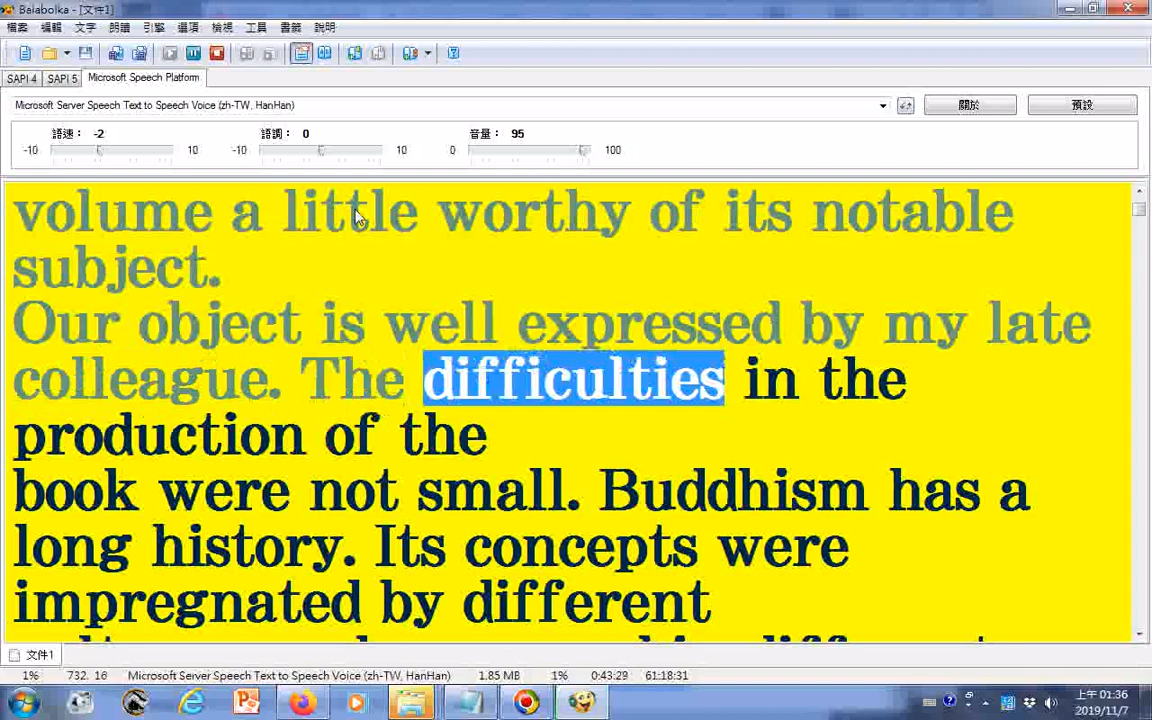 Balabolka - [文件1]
檔案 編輯 文字 朗讀 引擎 選項 檢視 工具 書籤 說明
SAPI 4 SAPI 5 Microsoft Speech Platform
Microsoft Server Speech Text to Speech Voice (zh-TW, HanHan) 關於 預設
語速： -2 語調： 0 音量： 95
-10 10 -10 10 0 100
volume a little worthy of its notable
subject.
Our object is well expressed by my late
colleague. The difficulties in the
production of the
book were not small. Buddhism has a
long history. Its concepts were
impregnated by different
文件1
1% 732, 16 Microsoft Server Speech Text to Speech Voice (zh-TW, HanHan) 1.85 MB 1% 0:43:29 61:18:31
上午 01:36
2019/11/7